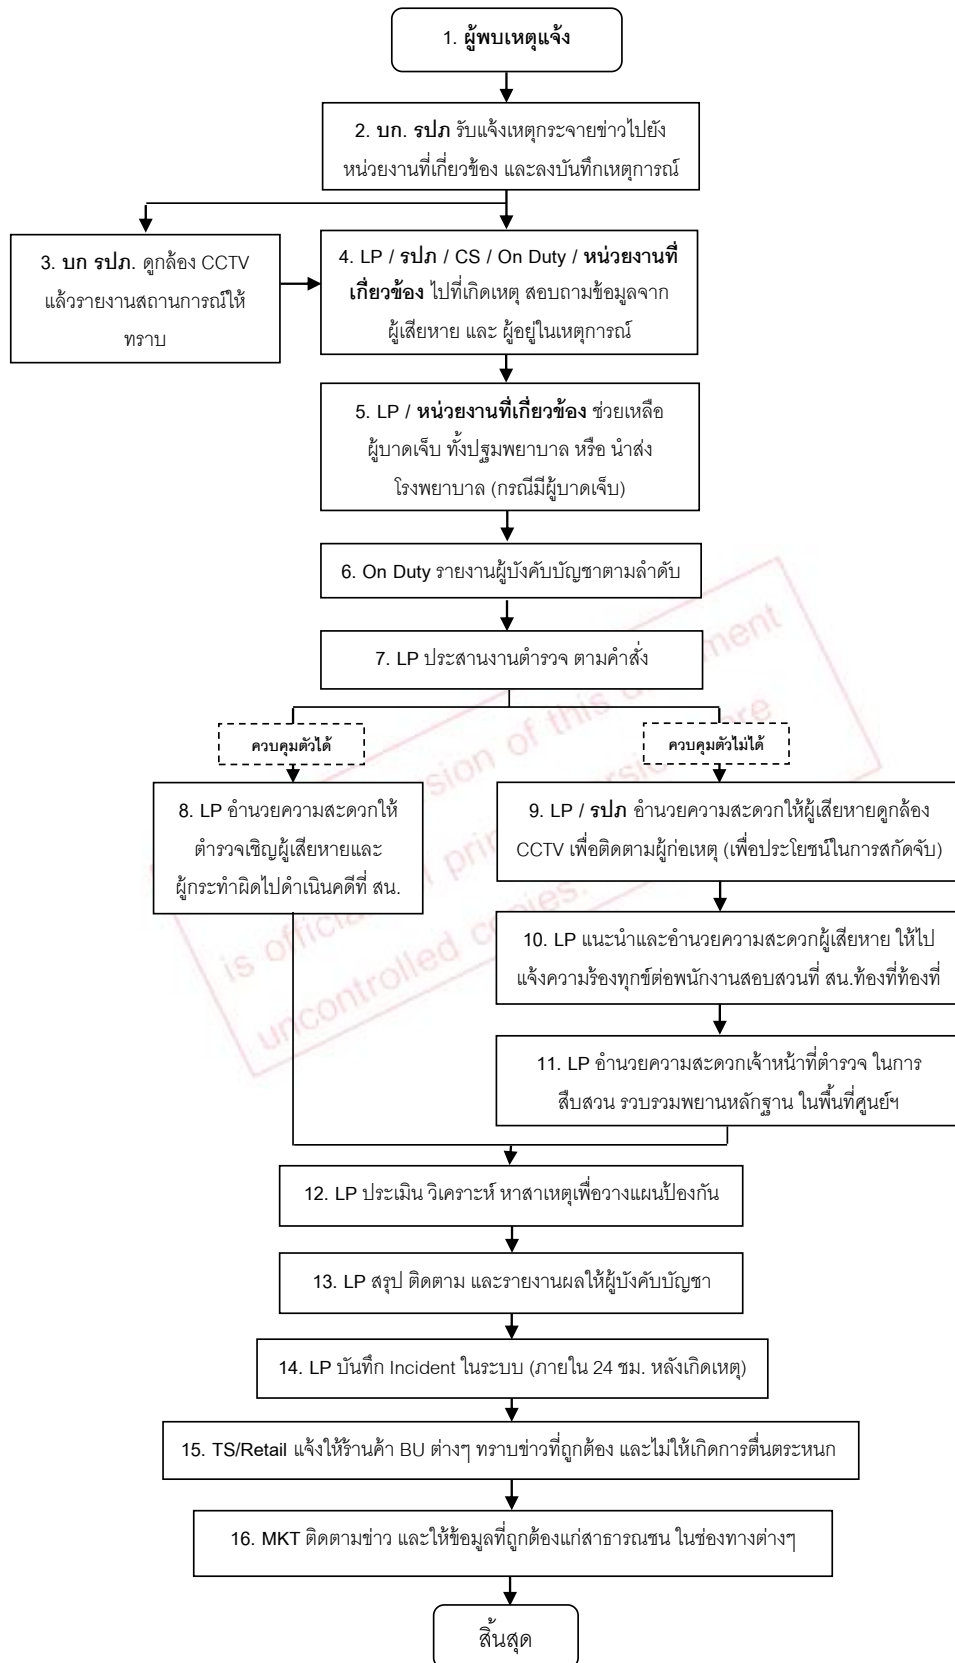 1. ผู้พบเหตุแจ้ง
2. บก. รปภ รับแจ้งเหตุกระจายข่าวไปยัง
หน่วยงานที่เกี่ยวข้อง และลงบันทึกเหตุการณ์
3. บก รปภ. ดูกล้อง CCTV
แล้วรายงานสถานการณ์ให้
ทราบ
4. LP / รปภ / CS / On Duty / หน่วยงานที่
เกี่ยวข้อง ไปที่เกิดเหตุ สอบถามข้อมูลจาก
ผู้เสียหาย และ ผู้อยู่ในเหตุการณ์
5. LP / หน่วยงานที่เกี่ยวข้อง ช่วยเหลือ
ผู้บาดเจ็บ ทั้งปฐมพยาบาล หรือ นำส่ง
โรงพยาบาล (กรณีมีผู้บาดเจ็บ)
6. On Duty รายงานผู้บังคับบัญชาตามลำดับ
7. LP ประสานงานตำรวจ ตามคำสั่ง
ควบคุมตัวได้
ควบคุมตัวไม่ได้
8. LP อำนวยความสะดวกให้
ตำรวจเชิญผู้เสียหายและ
ผู้กระทำผิดไปดำเนินคดีที่ สน.
9. LP / รปภ อำนวยความสะดวกให้ผู้เสียหายดูกล้อง
CCTV เพื่อติดตามผู้ก่อเหตุ (เพื่อประโยชน์ในการสกัดจับ)
10. LP แนะนำและอำนวยความสะดวกผู้เสียหาย ให้ไป
แจ้งความร้องทุกข์ต่อพนักงานสอบสวนที่ สน.ท้องที่ท้องที่
11. LP อำนวยความสะดวกเจ้าหน้าที่ตำรวจ ในการ
สืบสวน รวบรวมพยานหลักฐาน ในพื้นที่ศูนย์ฯ
12. LP ประเมิน วิเคราะห์ หาสาเหตุเพื่อวางแผนป้องกัน
13. LP สรุป ติดตาม และรายงานผลให้ผู้บังคับบัญชา
14. LP บันทึก Incident ในระบบ (ภายใน 24 ชม. หลังเกิดเหตุ)
15. TS/Retail แจ้งให้ร้านค้า BU ต่างๆ ทราบข่าวที่ถูกต้อง และไม่ให้เกิดการตื่นตระหนก
16. MKT ติดตามข่าว และให้ข้อมูลที่ถูกต้องแก่สาธารณชน ในช่องทางต่างๆ
สิ้นสุด
of this
is
uncontrolled